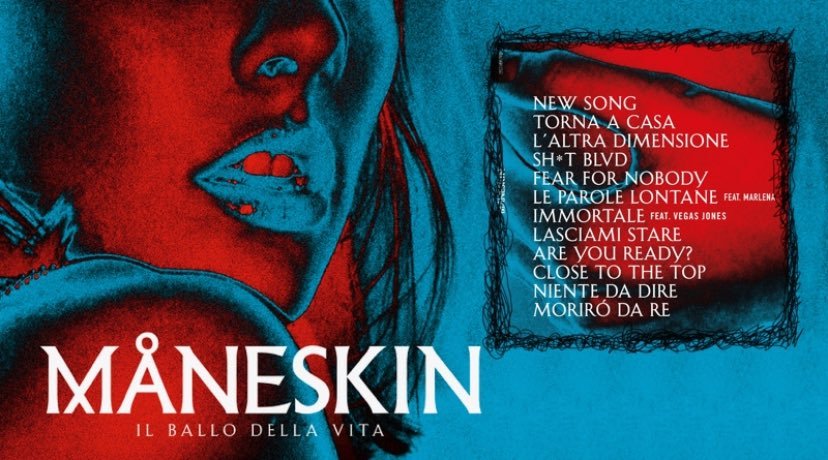 MÅNESKIN
IL BALLO DELLA VITA
NEW SONG
TORNA A CASA
L'ALTRA DIMENSIONE
SH*T BLVD
FEAR FOR NOBODY
LE PAROLE LONTANE FEAT. MARLENA
IMMORTALE FEAT. VEGAS JONES
LASCIAMI STARE
ARE YOU READY?
CLOSE TO THE TOP
NIENTE DA DIRE
MORIRÓ DA RE